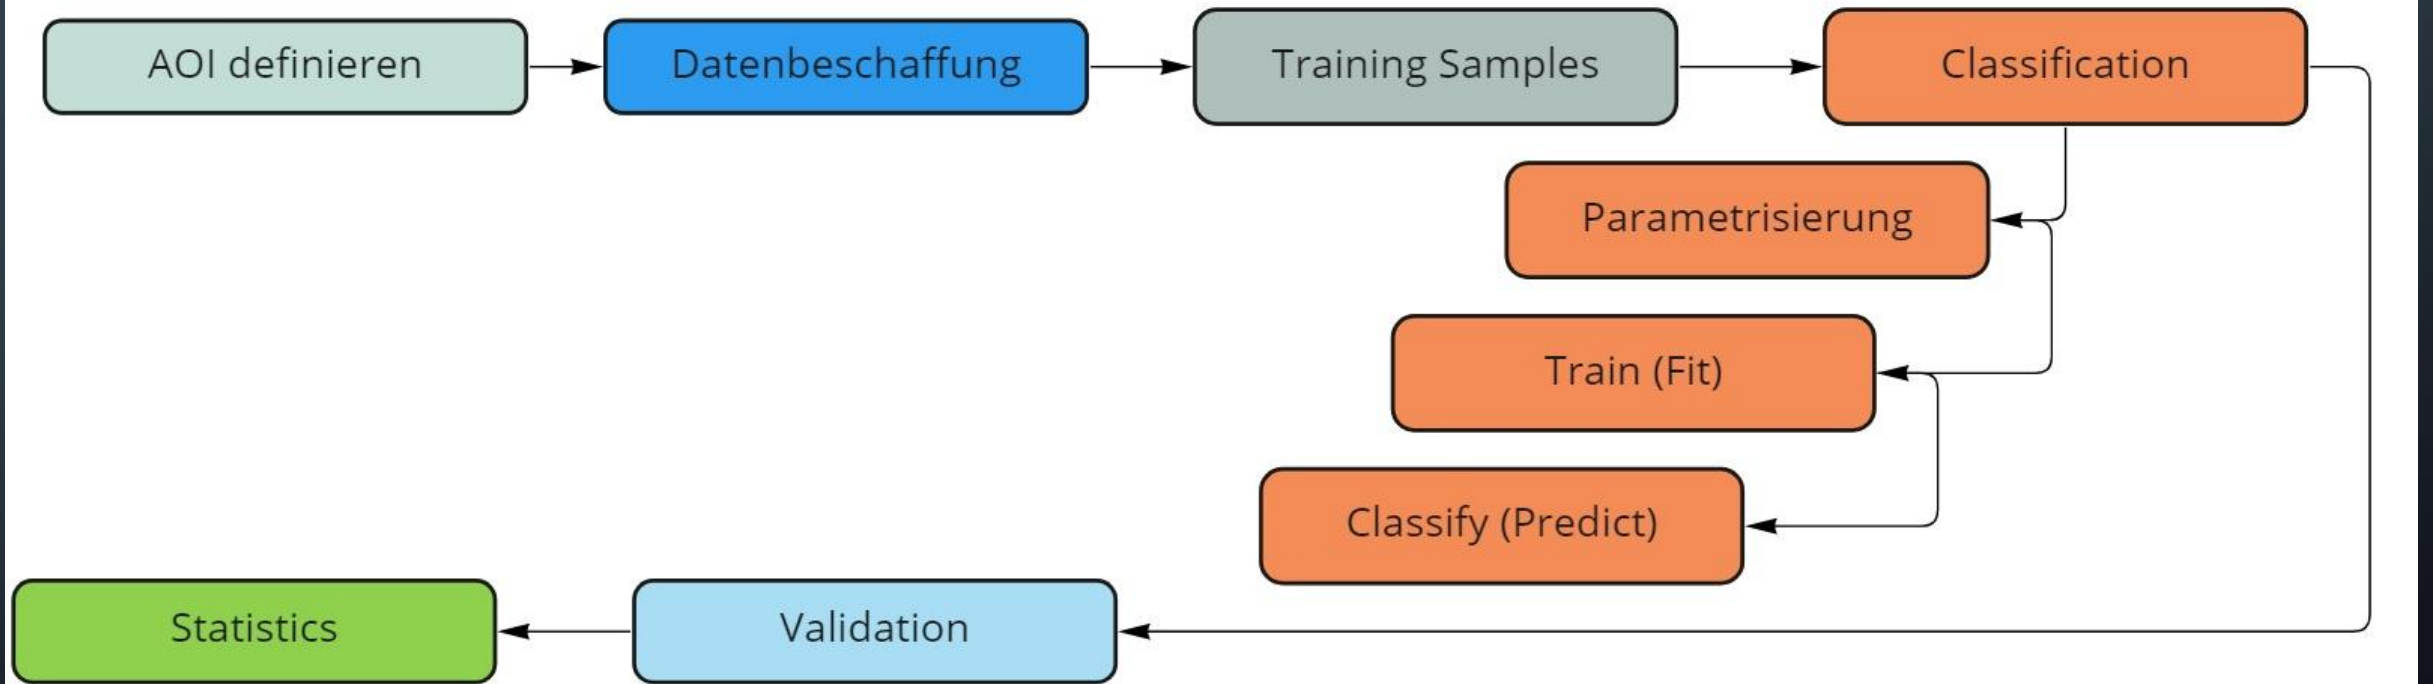 AOI definieren
Datenbeschaffung
Training Samples
Classification
Parametrisierung
Train (Fit)
Classify (Predict)
Validation
Statistics